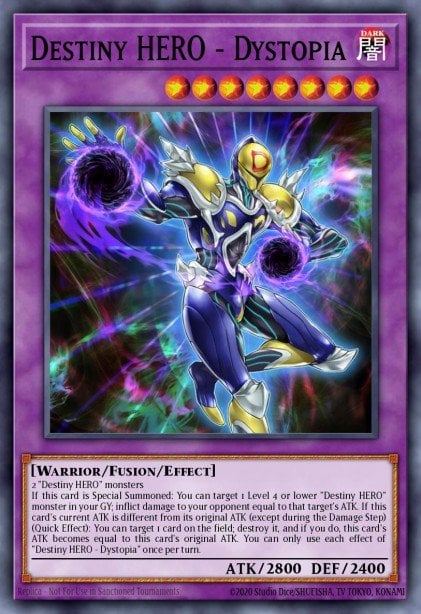 DESTINY HERO - DYSTOPIA
DARK
闇
D
[WARRIOR/FUSION/EFFECT]
2 "Destiny HERO" monsters
If this card is Special Summoned: You can target 1 Level 4 or lower "Destiny HERO"
monster in your GY; inflict damage to your opponent equal to that target's ATK. If this
card's current ATK is different from its original ATK (except during the Damage Step)
(Quick Effect): You can target 1 card on the field; destroy it, and if you do, this card's
ATK becomes equal to this card's original ATK. You can only use each effect of
"Destiny HERO - Dystopia" once per turn.
ATK/2800 DEF/2400
Replica - Not For Use in Sanctioned Tournaments
©2020 Studio Dice/SHUEISHA, TV TOKYO, KONAMI